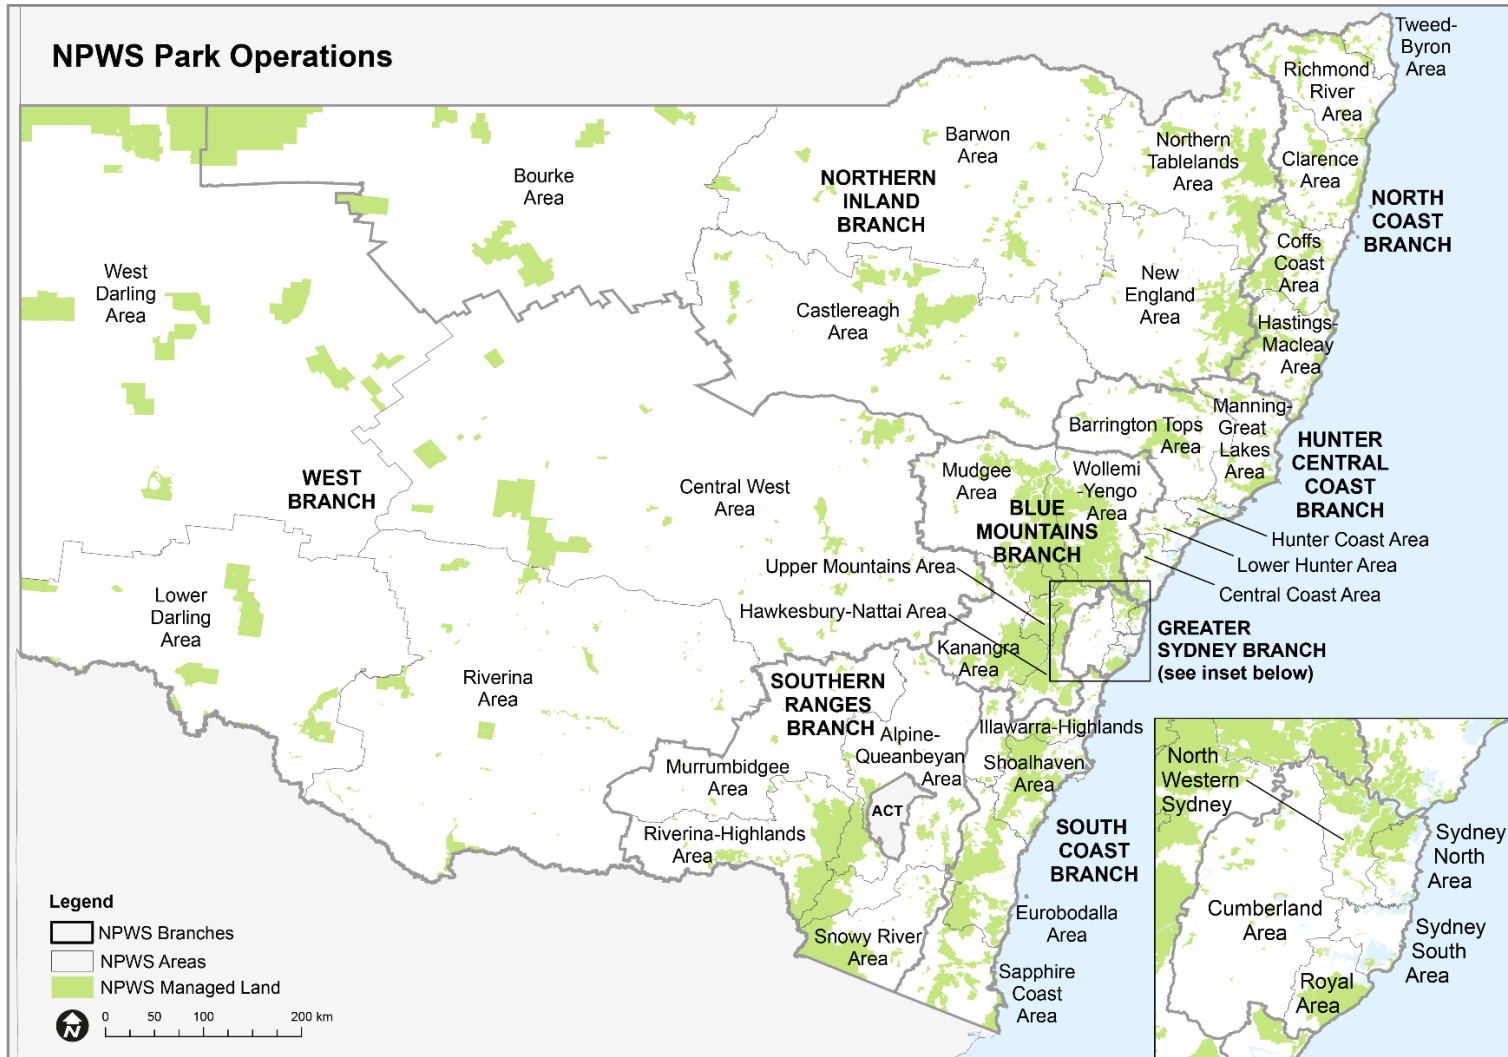 NPWS Park Operations
Tweed-
Byron
Area
Richmond
River
Area
Barwon
Area
Northern
Tablelands
Area
Clarence
Area
Bourke
Area
NORTHERN
INLAND
BRANCH
NORTH
COAST
BRANCH
Coffs
Coast
Area
West
Darling
Area
New
England
Area
Castlereagh
Area
Hastings-
Macleay
Area
Manning-
Great
Lakes
Area
Barrington Tops
Area
HUNTER
CENTRAL
COAST
BRANCH
Mudgee
Area
Wollemi
-Yengo
Area
WEST
BRANCH
Central West
Area
BLUE
MOUNTAINS
BRANCH
Hunter Coast Area
Lower Hunter Area
Central Coast Area
Upper Mountains Area
Hawkesbury-Nattai Area
Lower
Darling
Area
Kanangra
Area
GREATER
SYDNEY BRANCH
(see inset below)
Riverina
Area
SOUTHERN
RANGES
BRANCH
Illawarra-Highlands
Alpine-
Queanbeyan
Area
Shoalhaven
Area
Murrumbidgee
Area
ACT
Riverina-Highlands
Area
SOUTH
COAST
BRANCH
Eurobodalla
Area
Snowy River
Area
Sapphire
Coast
Area
North
Western
Sydney
Sydney
North
Area
Cumberland
Area
Sydney
South
Area
Royal
Area
Legend
NPWS Branches
NPWS Areas
NPWS Managed Land
N
0 50 100 200 km